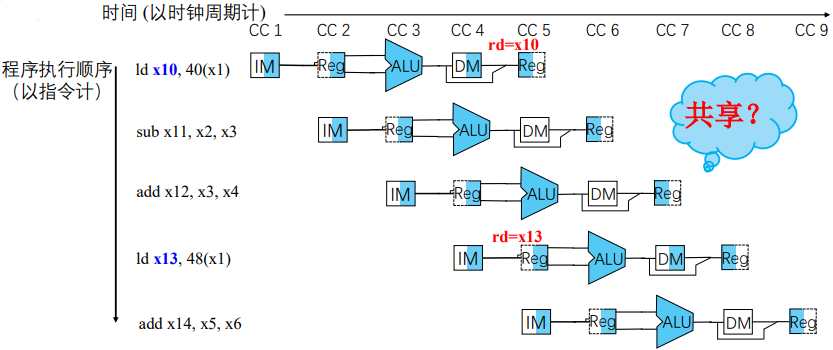 时间 (以时钟周期计)
CC 1 CC 2 CC 3 CC 4 CC 5 CC 6 CC 7 CC 8 CC 9
程序执行顺序
（以指令计）
rd=x10
ld x10, 40(x1) IM Reg ALU DM Reg
共享？
sub x11, x2, x3 IM Reg ALU DM Reg
add x12, x3, x4 IM Reg ALU DM Reg
rd=x13
ld x13, 48(x1) IM Reg ALU DM Reg
add x14, x5, x6 IM Reg ALU DM Reg